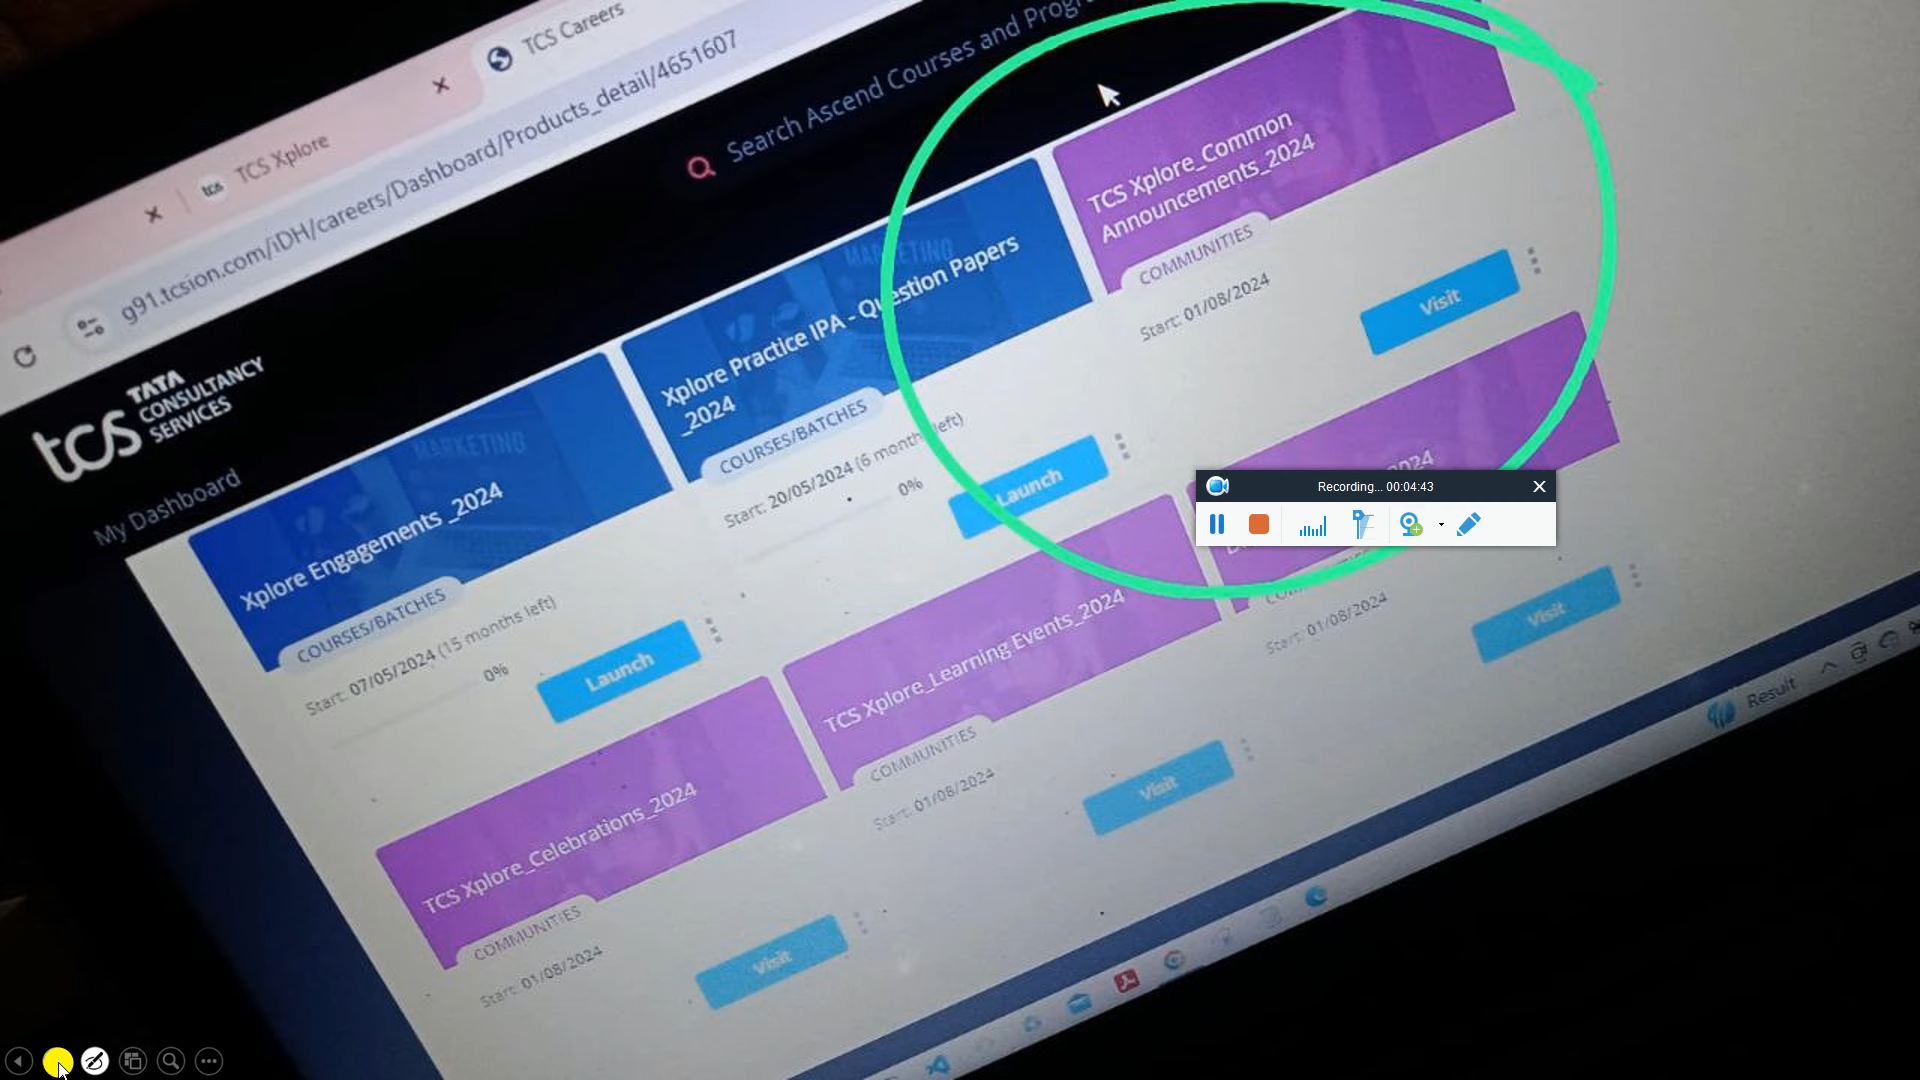 TCS Careers
TCS Xplore
g91.tcsion.com/iDH/careers/Dashboard/Products_detail/4651607
tcs TATA
CONSULTANCY
SERVICES
Search Ascend Courses and
My Dashboard
MARKETING
Xplore Engagements _2024
COURSES/BATCHES
Start: 07/05/2024 (15 months left)
0%
Launch
MARKETING
Xplore Practice IPA - Question Papers
_2024
COURSES/BATCHES
Start: 20/05/2024 (6 months left)
0%
Launch
TCS Xplore_Common
Announcements_2024
COMMUNITIES
Start: 01/08/2024
Visit
TCS Xplore_Celebrations_2024
COMMUNITIES
Start: 01/08/2024
Visit
TCS Xplore_Learning Events_2024
COMMUNITIES
Start: 01/08/2024
Visit
Start: 01/08/2024
Visit
Recording... 00:04:43
Result